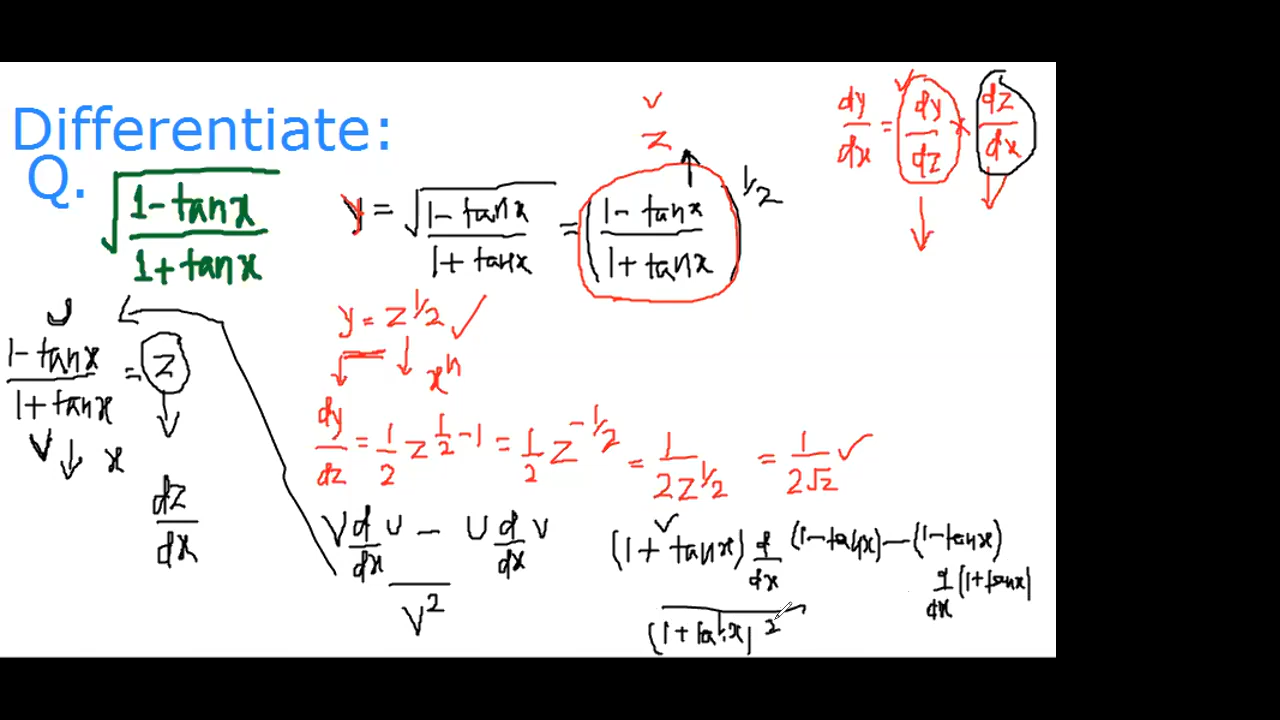 Differentiate:
Q. √((1-tanx)/(1+tanx))
y = √((1-tanx)/(1+tanx)) = ((1-tanx)/(1+tanx))^1/2
z
dy/dx = dy/dz × dz/dx
U
(1-tanx)/(1+tanx) = z
V x
dz/dx
y = z^1/2
x^n
dy/dz = 1/2 z^(1/2 -1) = 1/2 z^-1/2 = 1/(2z^1/2) = 1/(2√z)
(V d/dx U - U d/dx V)/V^2
((1+tanx) d/dx (1-tanx) - (1-tanx) d/dx (1+tanx))/(1+tanx)^2